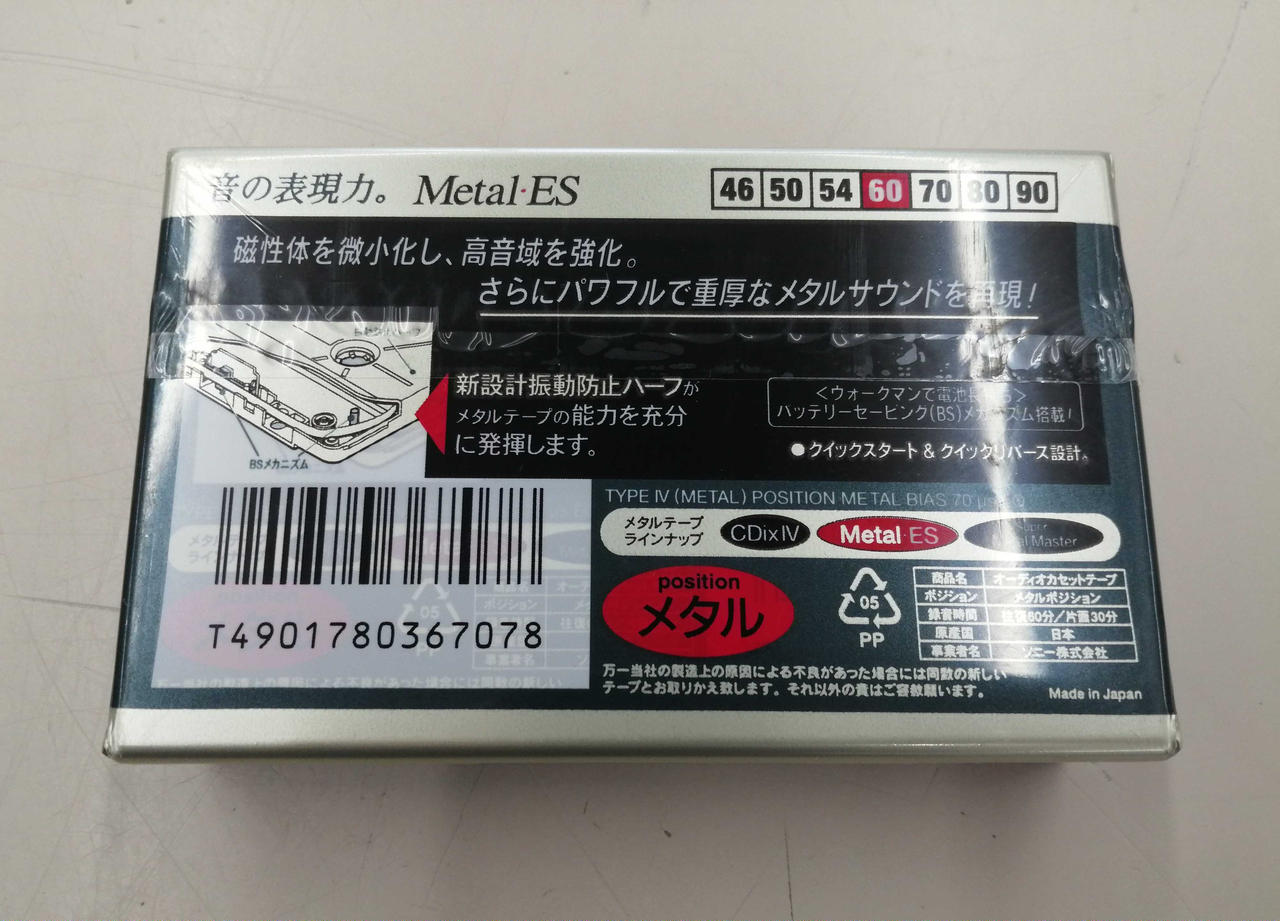 音の表現力。 Metal·ES
46 50 54 60 70 80 90
磁性体を微小化し、高音域を強化。
さらにパワフルで重厚なメタルサウンドを再現!
新設計振動防止ハーフが
メタルテープの能力を充分
に発揮します。
<ウォークマンで電池長
バッテリーセービング(BS)メカニズム搭載!
●クイックスタート & クイックリバース設計。
BSメカニズム
T4901780367078
TYPE IV (METAL) POSITION METAL BIAS 70
メタルテープ
ラインナップ
CDixIV
Metal·ES
Super
Master
position
メタル
05
PP
商品名 オーディオカセットテープ
ポジション メタルポジション
録音時間 往復60分/片面30分
原産国 日本
事業者名 ソニー株式会社
万一当社の製造上の原因による不良があった場合には同数の新しい
テープとお取りかえ致します。それ以外の責はご容赦願います。
Made in Japan